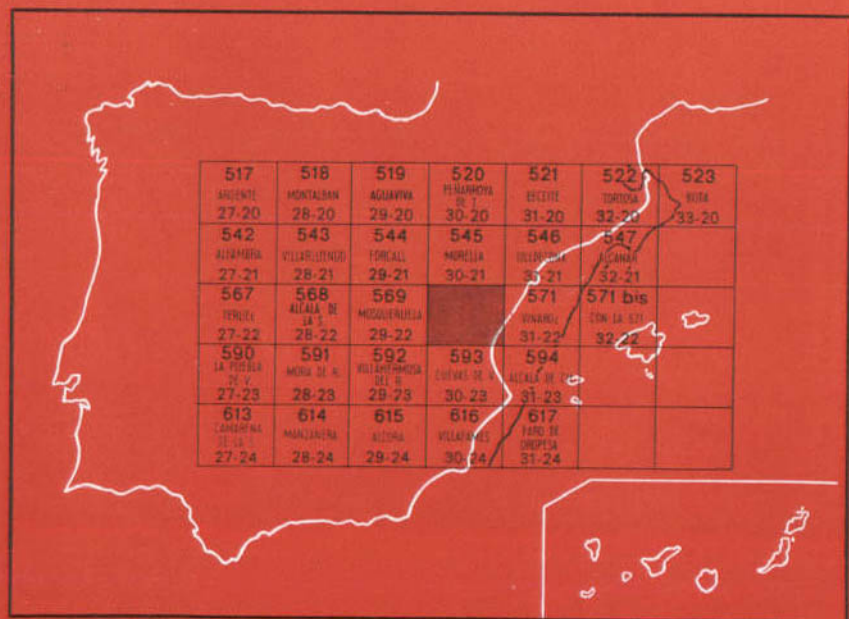 517 518 519 520 521 522 523
ARGENTE MONTALBAN AGUAVIVA PEÑARROYA DE T. BECEITE TORTOSA BUDA
27-20 28-20 29-20 30-20 31-20 32-20 33-20
542 543 544 545 546 547
ALFAMBRA VILLARLUENGO FORCALL MORELLA ULLDECONA ALCANAR
27-21 28-21 29-21 30-21 31-21 32-21
567 568 569 571 571 bis
TERUEL ALCALA DE LA S. MOSQUERUELA VINAROZ CON LA 571
27-22 28-22 29-22 31-22 32-22
590 591 592 593 594
LA PUEBLA DE V. MORA DE R. VILLAHERMOSA DEL R. CUEVAS DE V. ALCALA DE
27-23 28-23 29-23 30-23 31-23
613 614 615 616 617
CAMARENA DE LA S. MANZANERA ALCORA VILLAFAMES FARO DE OROPESA
27-24 28-24 29-24 30-24 31-24